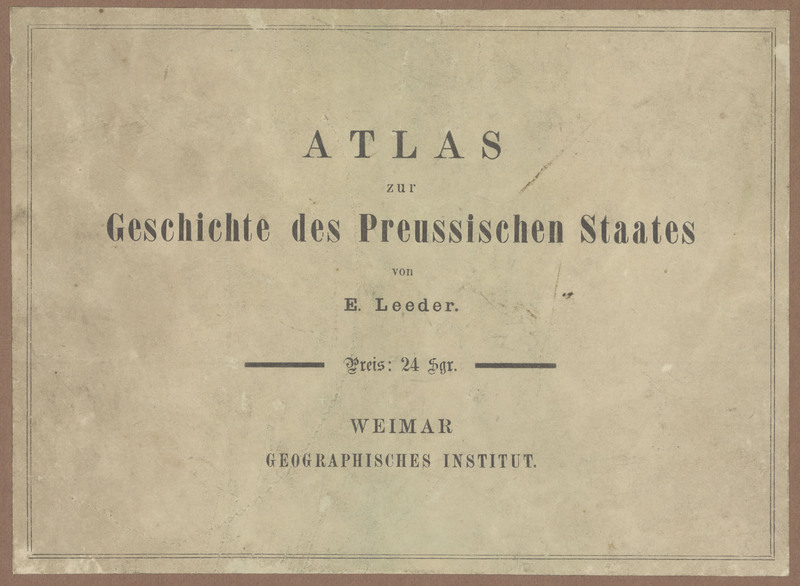 ATLAS
zur
Geschichte des Preussischen Staates
von
E. Leeder.
Preis: 24 Sgr.
WEIMAR
GEOGRAPHISCHES INSTITUT.